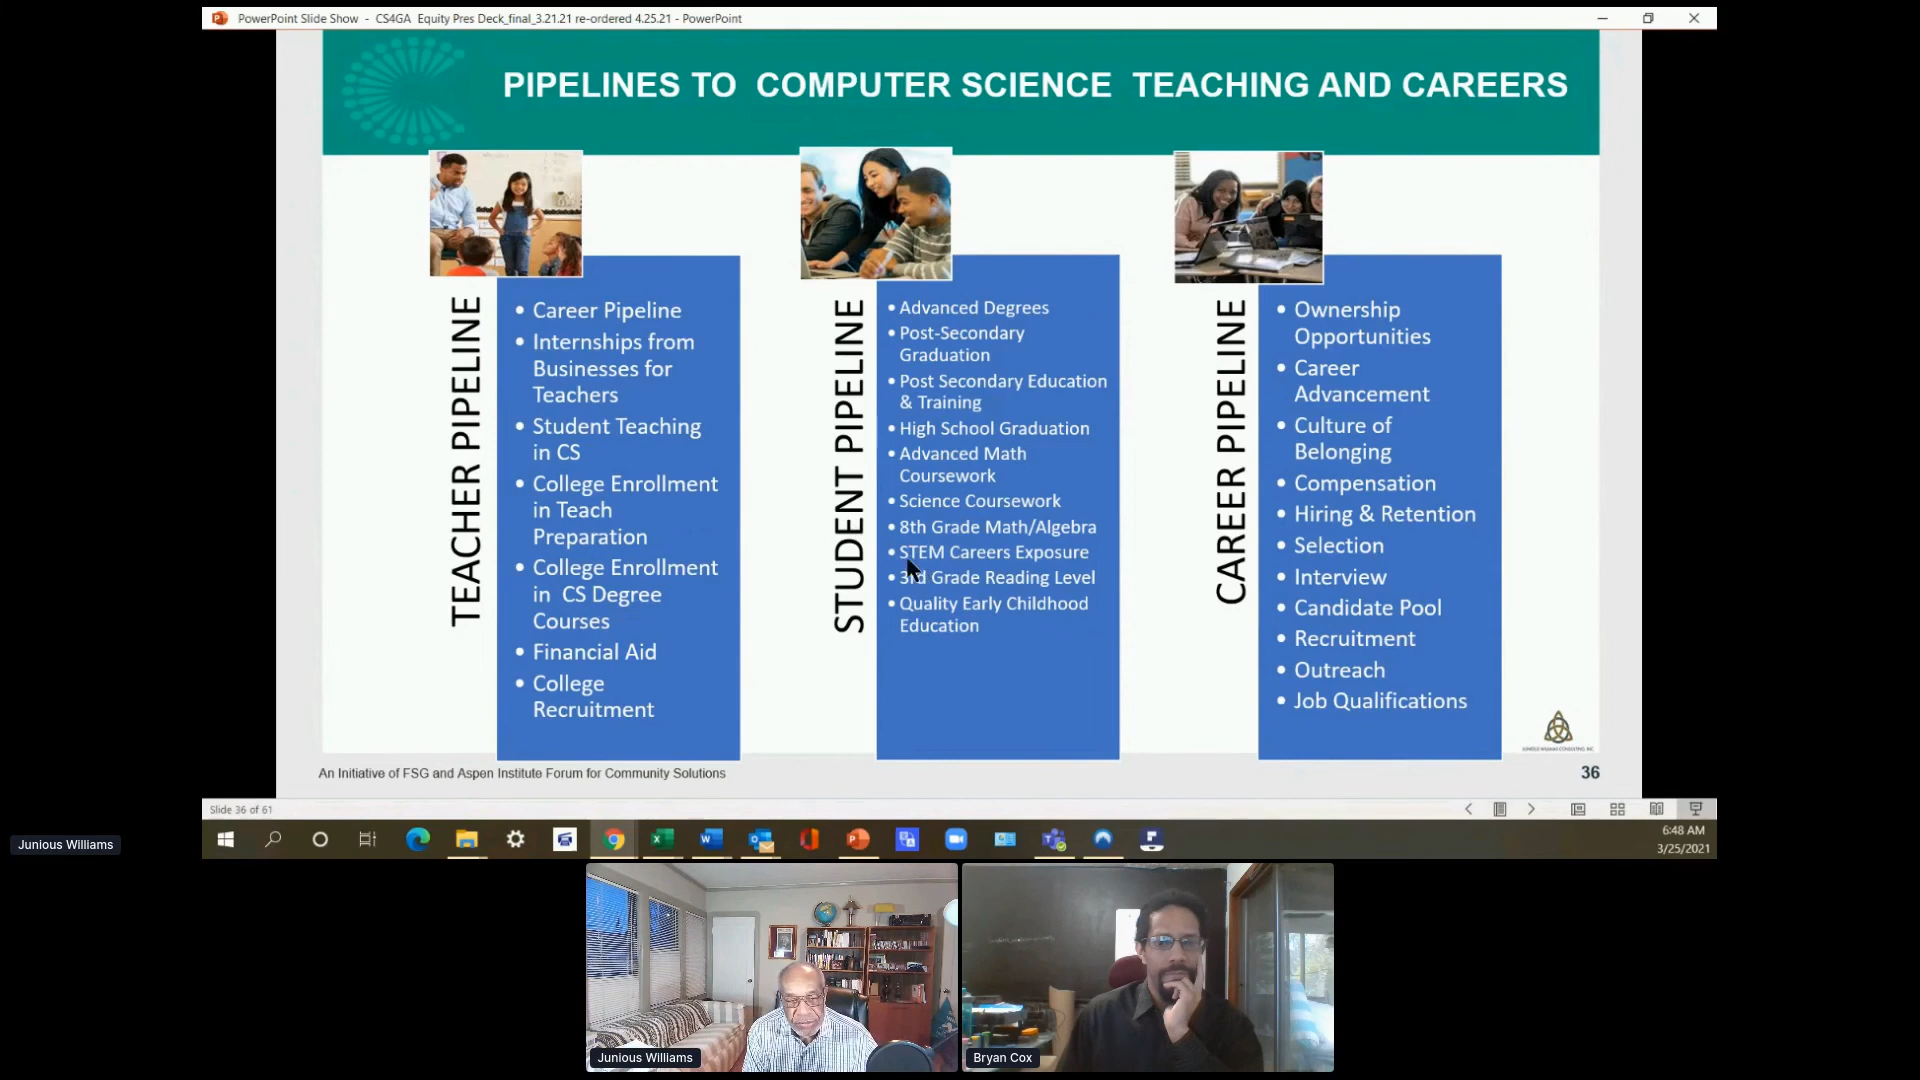 PowerPoint Slide Show - CS4GA Equity Pres Deck_final_3.21.21 re-ordered 4.25.21 - PowerPoint
PIPELINES TO COMPUTER SCIENCE TEACHING AND CAREERS
TEACHER PIPELINE
• Career Pipeline
• Internships from
Businesses for
Teachers
• Student Teaching
in CS
• College Enrollment
in Teach
Preparation
• College Enrollment
in CS Degree
Courses
• Financial Aid
• College
Recruitment
STUDENT PIPELINE
• Advanced Degrees
• Post-Secondary
Graduation
• Post Secondary Education
& Training
• High School Graduation
• Advanced Math
Coursework
• Science Coursework
• 8th Grade Math/Algebra
• STEM Careers Exposure
• 3rd Grade Reading Level
• Quality Early Childhood
Education
CAREER PIPELINE
• Ownership
Opportunities
• Career
Advancement
• Culture of
Belonging
• Compensation
• Hiring & Retention
• Selection
• Interview
• Candidate Pool
• Recruitment
• Outreach
• Job Qualifications
JUNIOUS WILLIAMS CONSULTING, INC.
An Initiative of FSG and Aspen Institute Forum for Community Solutions
36
Slide 36 of 61
6:48 AM
3/25/2021
Junious Williams
Junious Williams
Bryan Cox